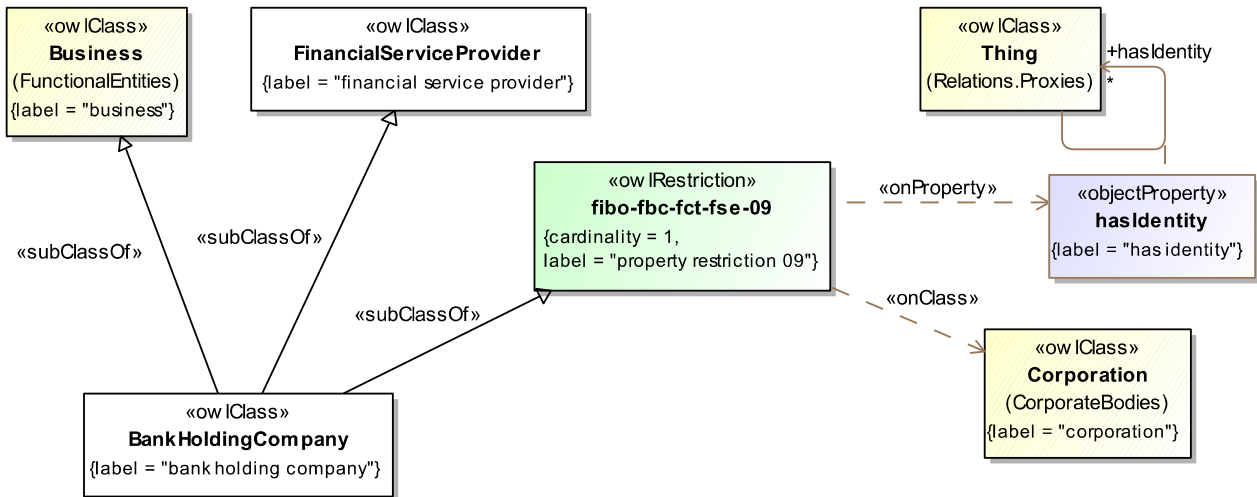 «owlClass»
Business
(FunctionalEntities)
{label = "business"}
«owlClass»
FinancialServiceProvider
{label = "financial service provider"}
«owlClass»
Thing
(Relations.Proxies)
+hasIdentity
*
«owlRestriction»
fibo-fbc-fct-fse-09
{cardinality = 1,
label = "property restriction 09"}
«onProperty»
«objectProperty»
hasIdentity
{label = "has identity"}
«subClassOf»
«subClassOf»
«subClassOf»
«onClass»
«owlClass»
Corporation
(CorporateBodies)
{label = "corporation"}
«owlClass»
BankHoldingCompany
{label = "bank holding company"}